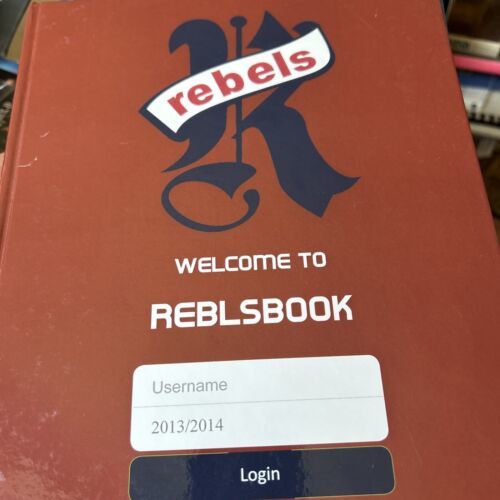 K
rebels
WELCOME TO
REBLSBOOK
Username
2013/2014
Login